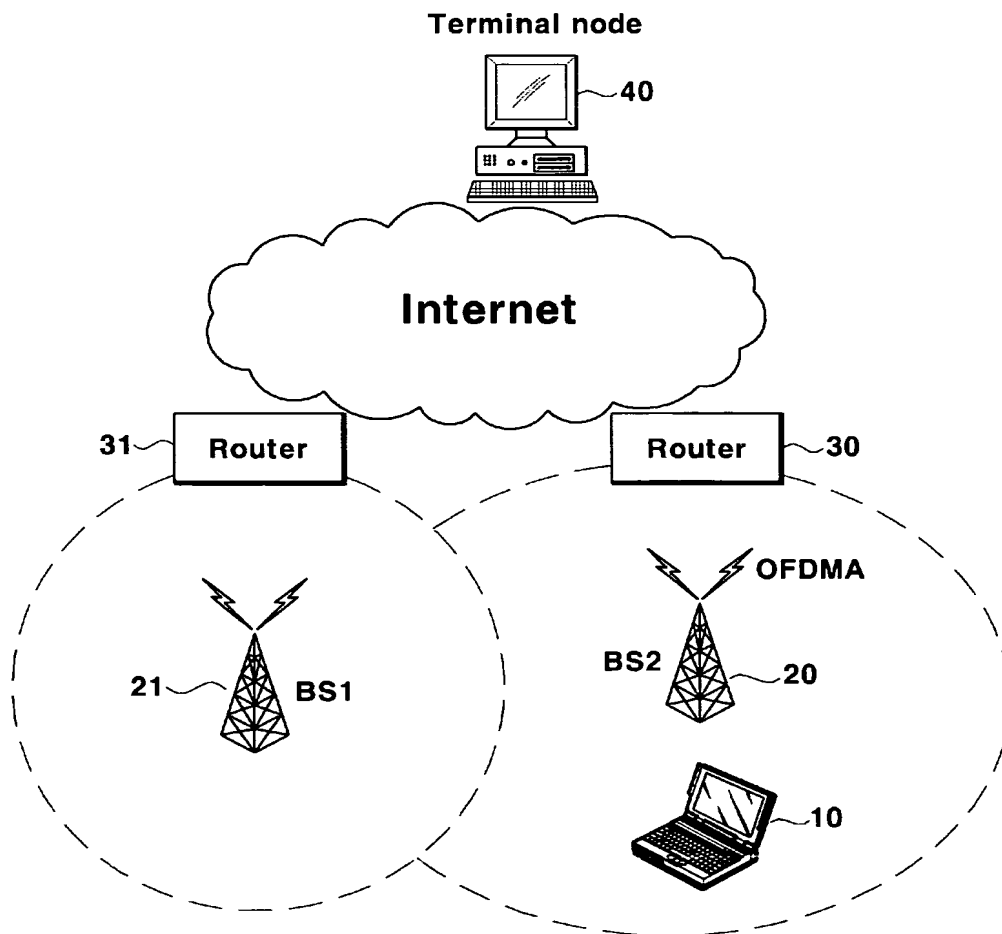 Terminal node
40
Internet
31
Router
Router
30
OFDMA
BS2
20
21
BS1
10